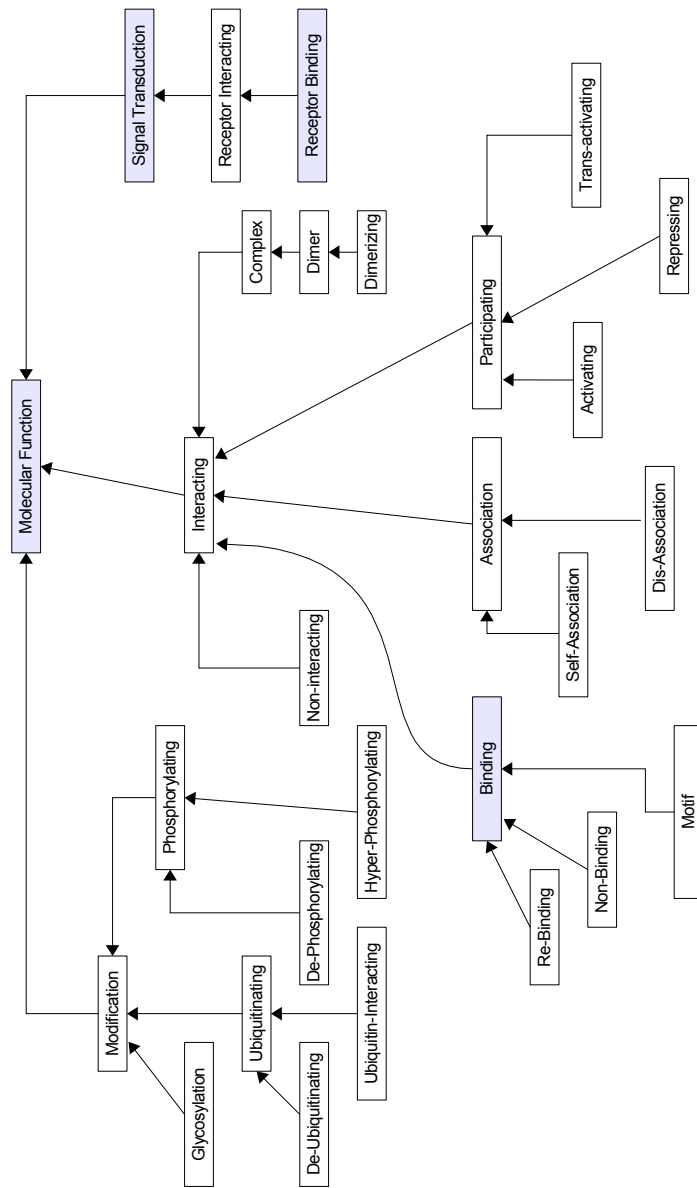 Molecular Function
Modification
Signal Transduction
Phosphorylating
Interacting
Glycosylation
Receptor Interacting
Ubiquitinating
Complex
De-Ubiquitinating
De-Phosphorylating
Non-interacting
Dimer
Receptor Binding
Ubiquitin-Interacting
Hyper-Phosphorylating
Dimerizing
Binding
Association
Participating
Re-Binding
Non-Binding
Self-Association
Activating
Trans-activating
Dis-Association
Repressing
Motif